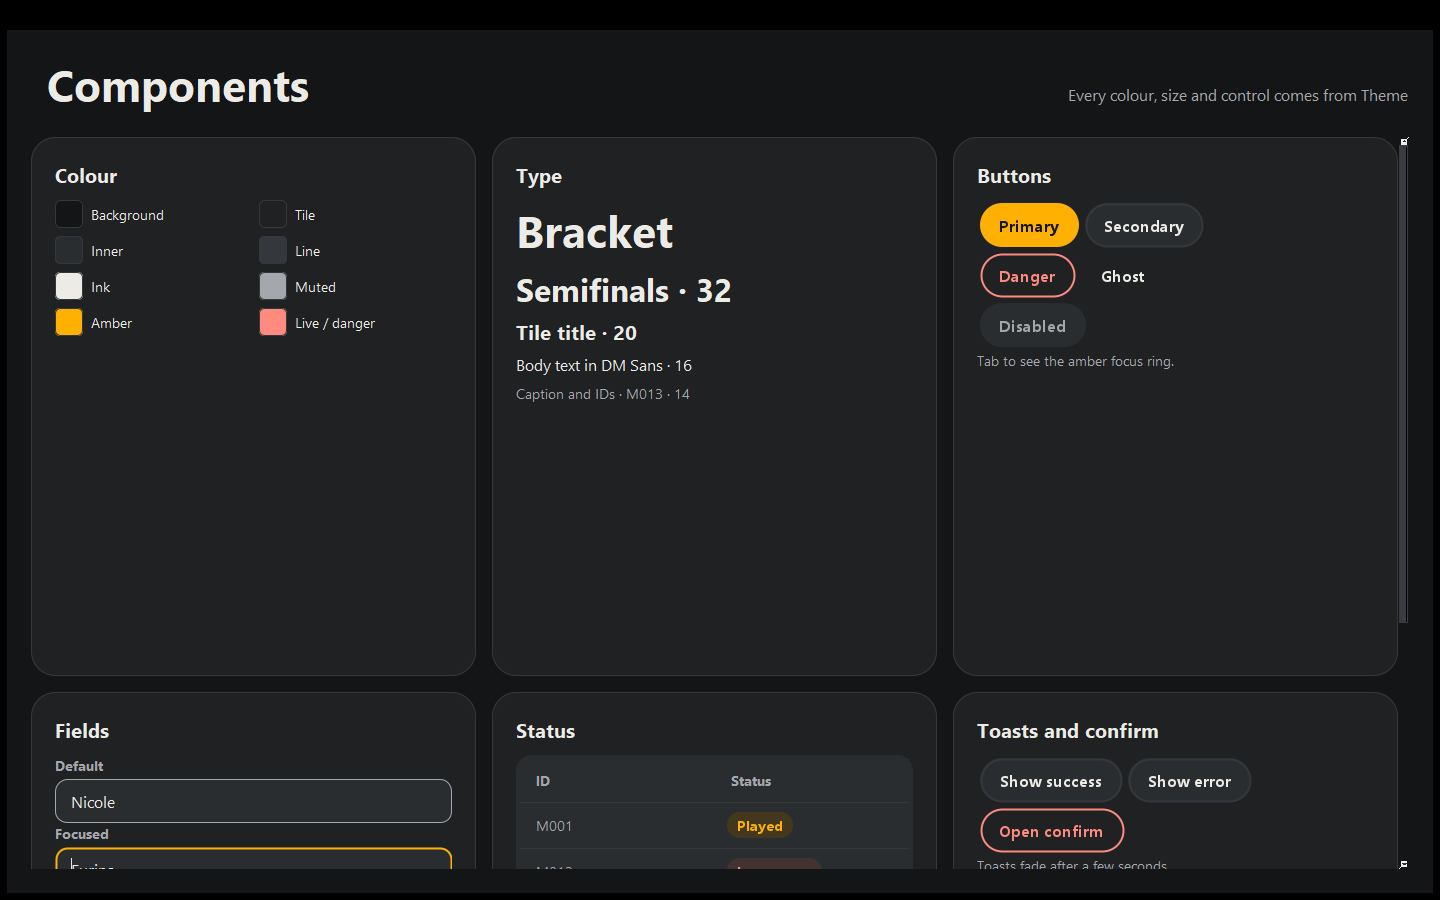 Components
Every colour, size and control comes from Theme
Colour
Background
Tile
Inner
Line
Ink
Muted
Amber
Live / danger
Type
Bracket
Semifinals · 32
Tile title · 20
Body text in DM Sans · 16
Caption and IDs · M013 · 14
Buttons
Primary
Secondary
Danger
Ghost
Disabled
Tab to see the amber focus ring.
Fields
Default
Nicole
Focused
Status
ID
Status
M001
Played
Toasts and confirm
Show success
Show error
Open confirm
Toasts fade after a few seconds